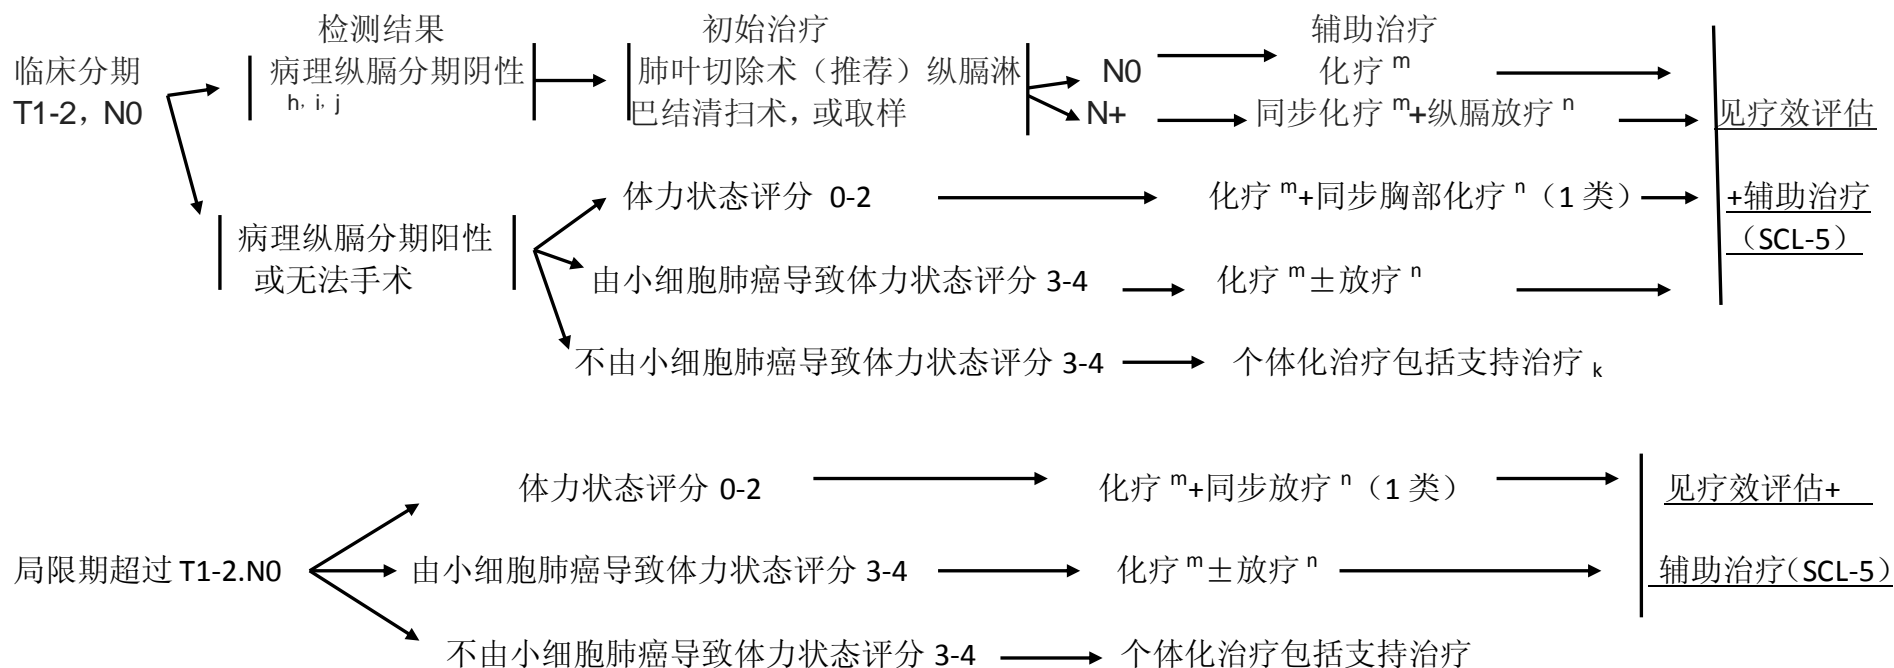 检测结果
初始治疗
辅助治疗
临床分期
T1-2，N0
病理纵膈分期阴性
h, i, j
肺叶切除术（推荐）纵膈淋
巴结清扫术，或取样
N0
化疗 m
N+
同步化疗 m+纵膈放疗 n
见疗效评估
体力状态评分 0-2
化疗 m+同步胸部化疗 n（1 类）
+辅助治疗
（SCL-5）
病理纵膈分期阳性
或无法手术
由小细胞肺癌导致体力状态评分 3-4
化疗 m±放疗 n
不由小细胞肺癌导致体力状态评分 3-4
个体化治疗包括支持治疗 k
体力状态评分 0-2
化疗 m+同步放疗 n（1 类）
见疗效评估+
局限期超过 T1-2.N0
由小细胞肺癌导致体力状态评分 3-4
化疗 m±放疗 n
辅助治疗(SCL-5)
不由小细胞肺癌导致体力状态评分 3-4
个体化治疗包括支持治疗